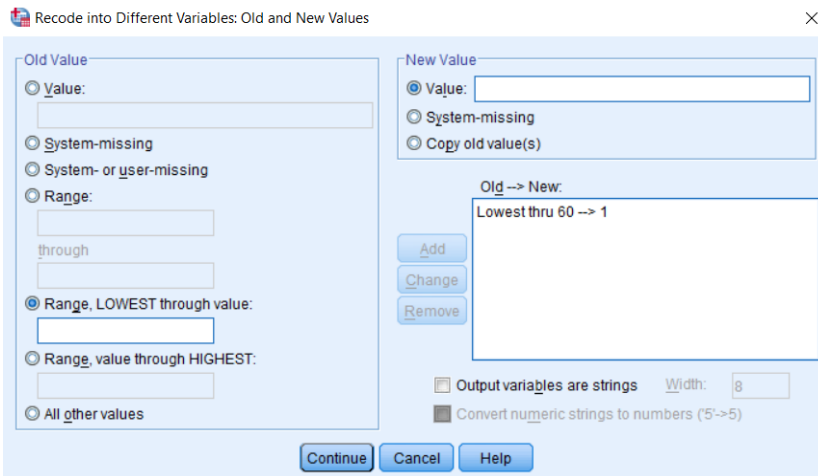 Recode into Different Variables: Old and New Values
Old Value
Value:
System-missing
System- or user-missing
Range:
through
Range, LOWEST through value:
Range, value through HIGHEST:
All other values
New Value
Value:
System-missing
Copy old value(s)
Old --> New:
Lowest thru 60 --> 1
Add
Change
Remove
Output variables are strings Width: 8
Convert numeric strings to numbers ('5'->5)
Continue Cancel Help